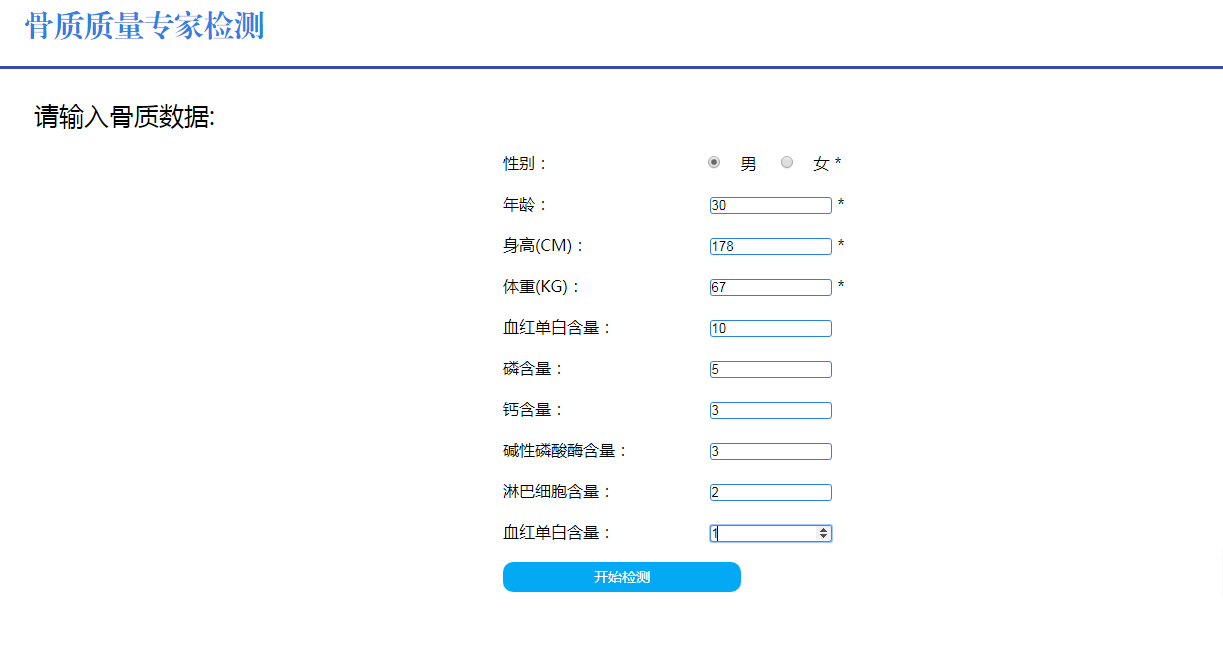 骨质质量专家检测
请输入骨质数据:
性别： 男 女 *
年龄： 30 *
身高(CM)： 178 *
体重(KG)： 67 *
血红单白含量： 10
磷含量： 5
钙含量： 3
碱性磷酸酶含量： 3
淋巴细胞含量： 2
血红单白含量： 1
开始检测